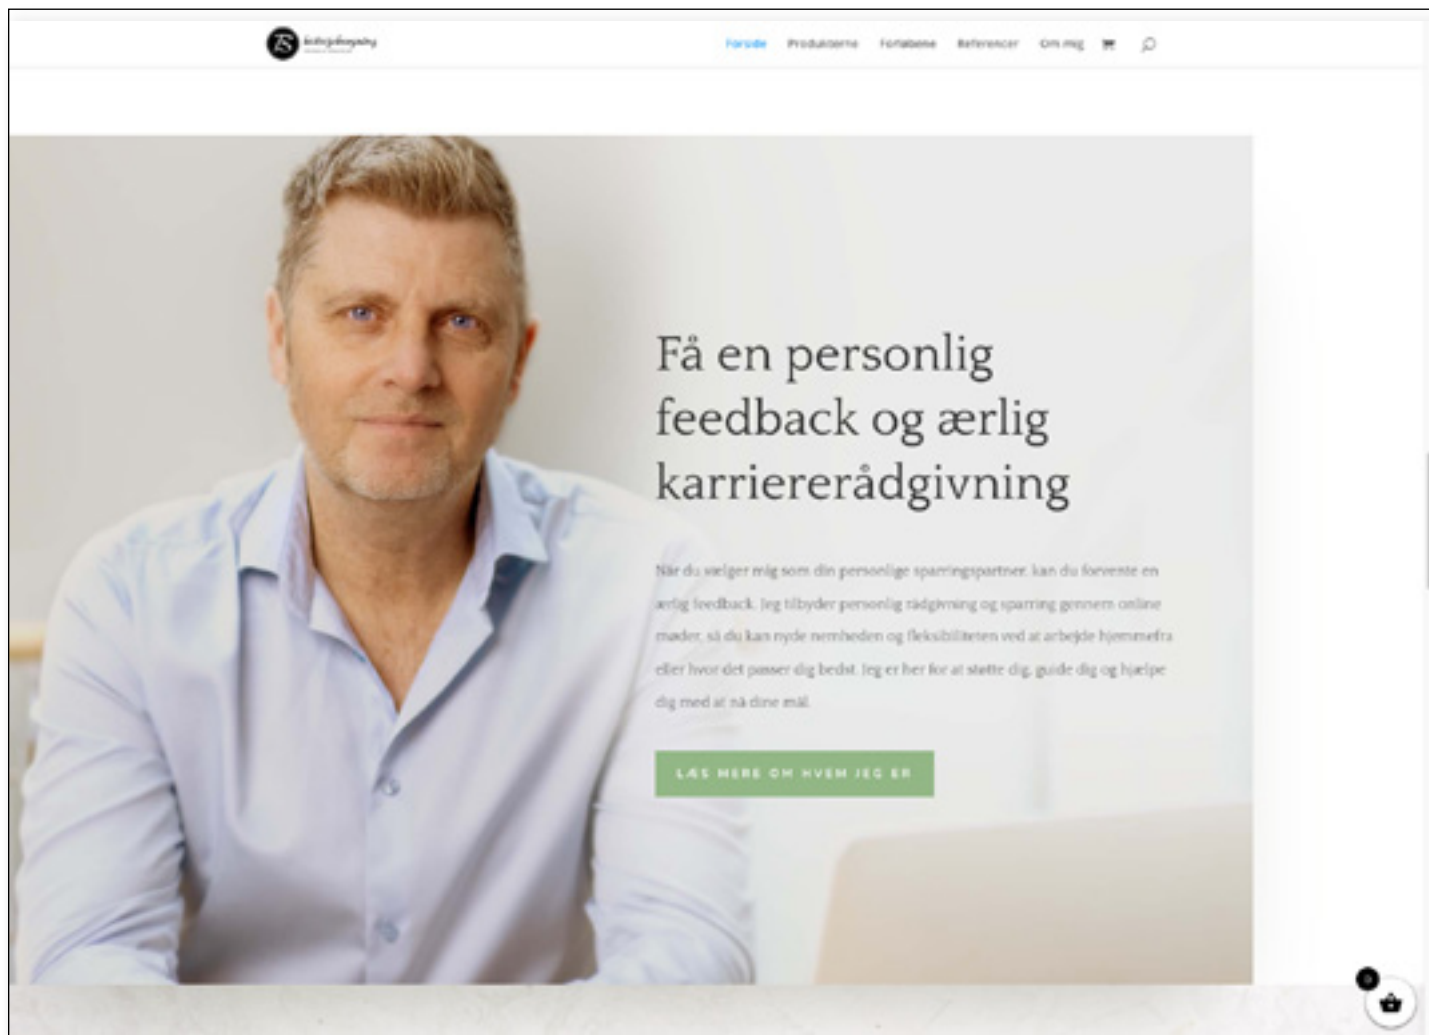 Forside Produkterne Forløbene Referencer Om mig
Få en personlig
feedback og ærlig
karriererådgivning
Når du vælger mig som din personlige sparringspartner, kan du forvente en
ærlig feedback. Jeg tilbyder personlig rådgivning og sparring gennem online
møder, så du kan nyde nemheden og fleksibiliteten ved at arbejde hjemmefra
eller hvor det passer dig bedst. Jeg er her for at støtte dig, guide dig og hjælpe
dig med at nå dine mål.
LÆS MERE OM HVEM JEG ER
0